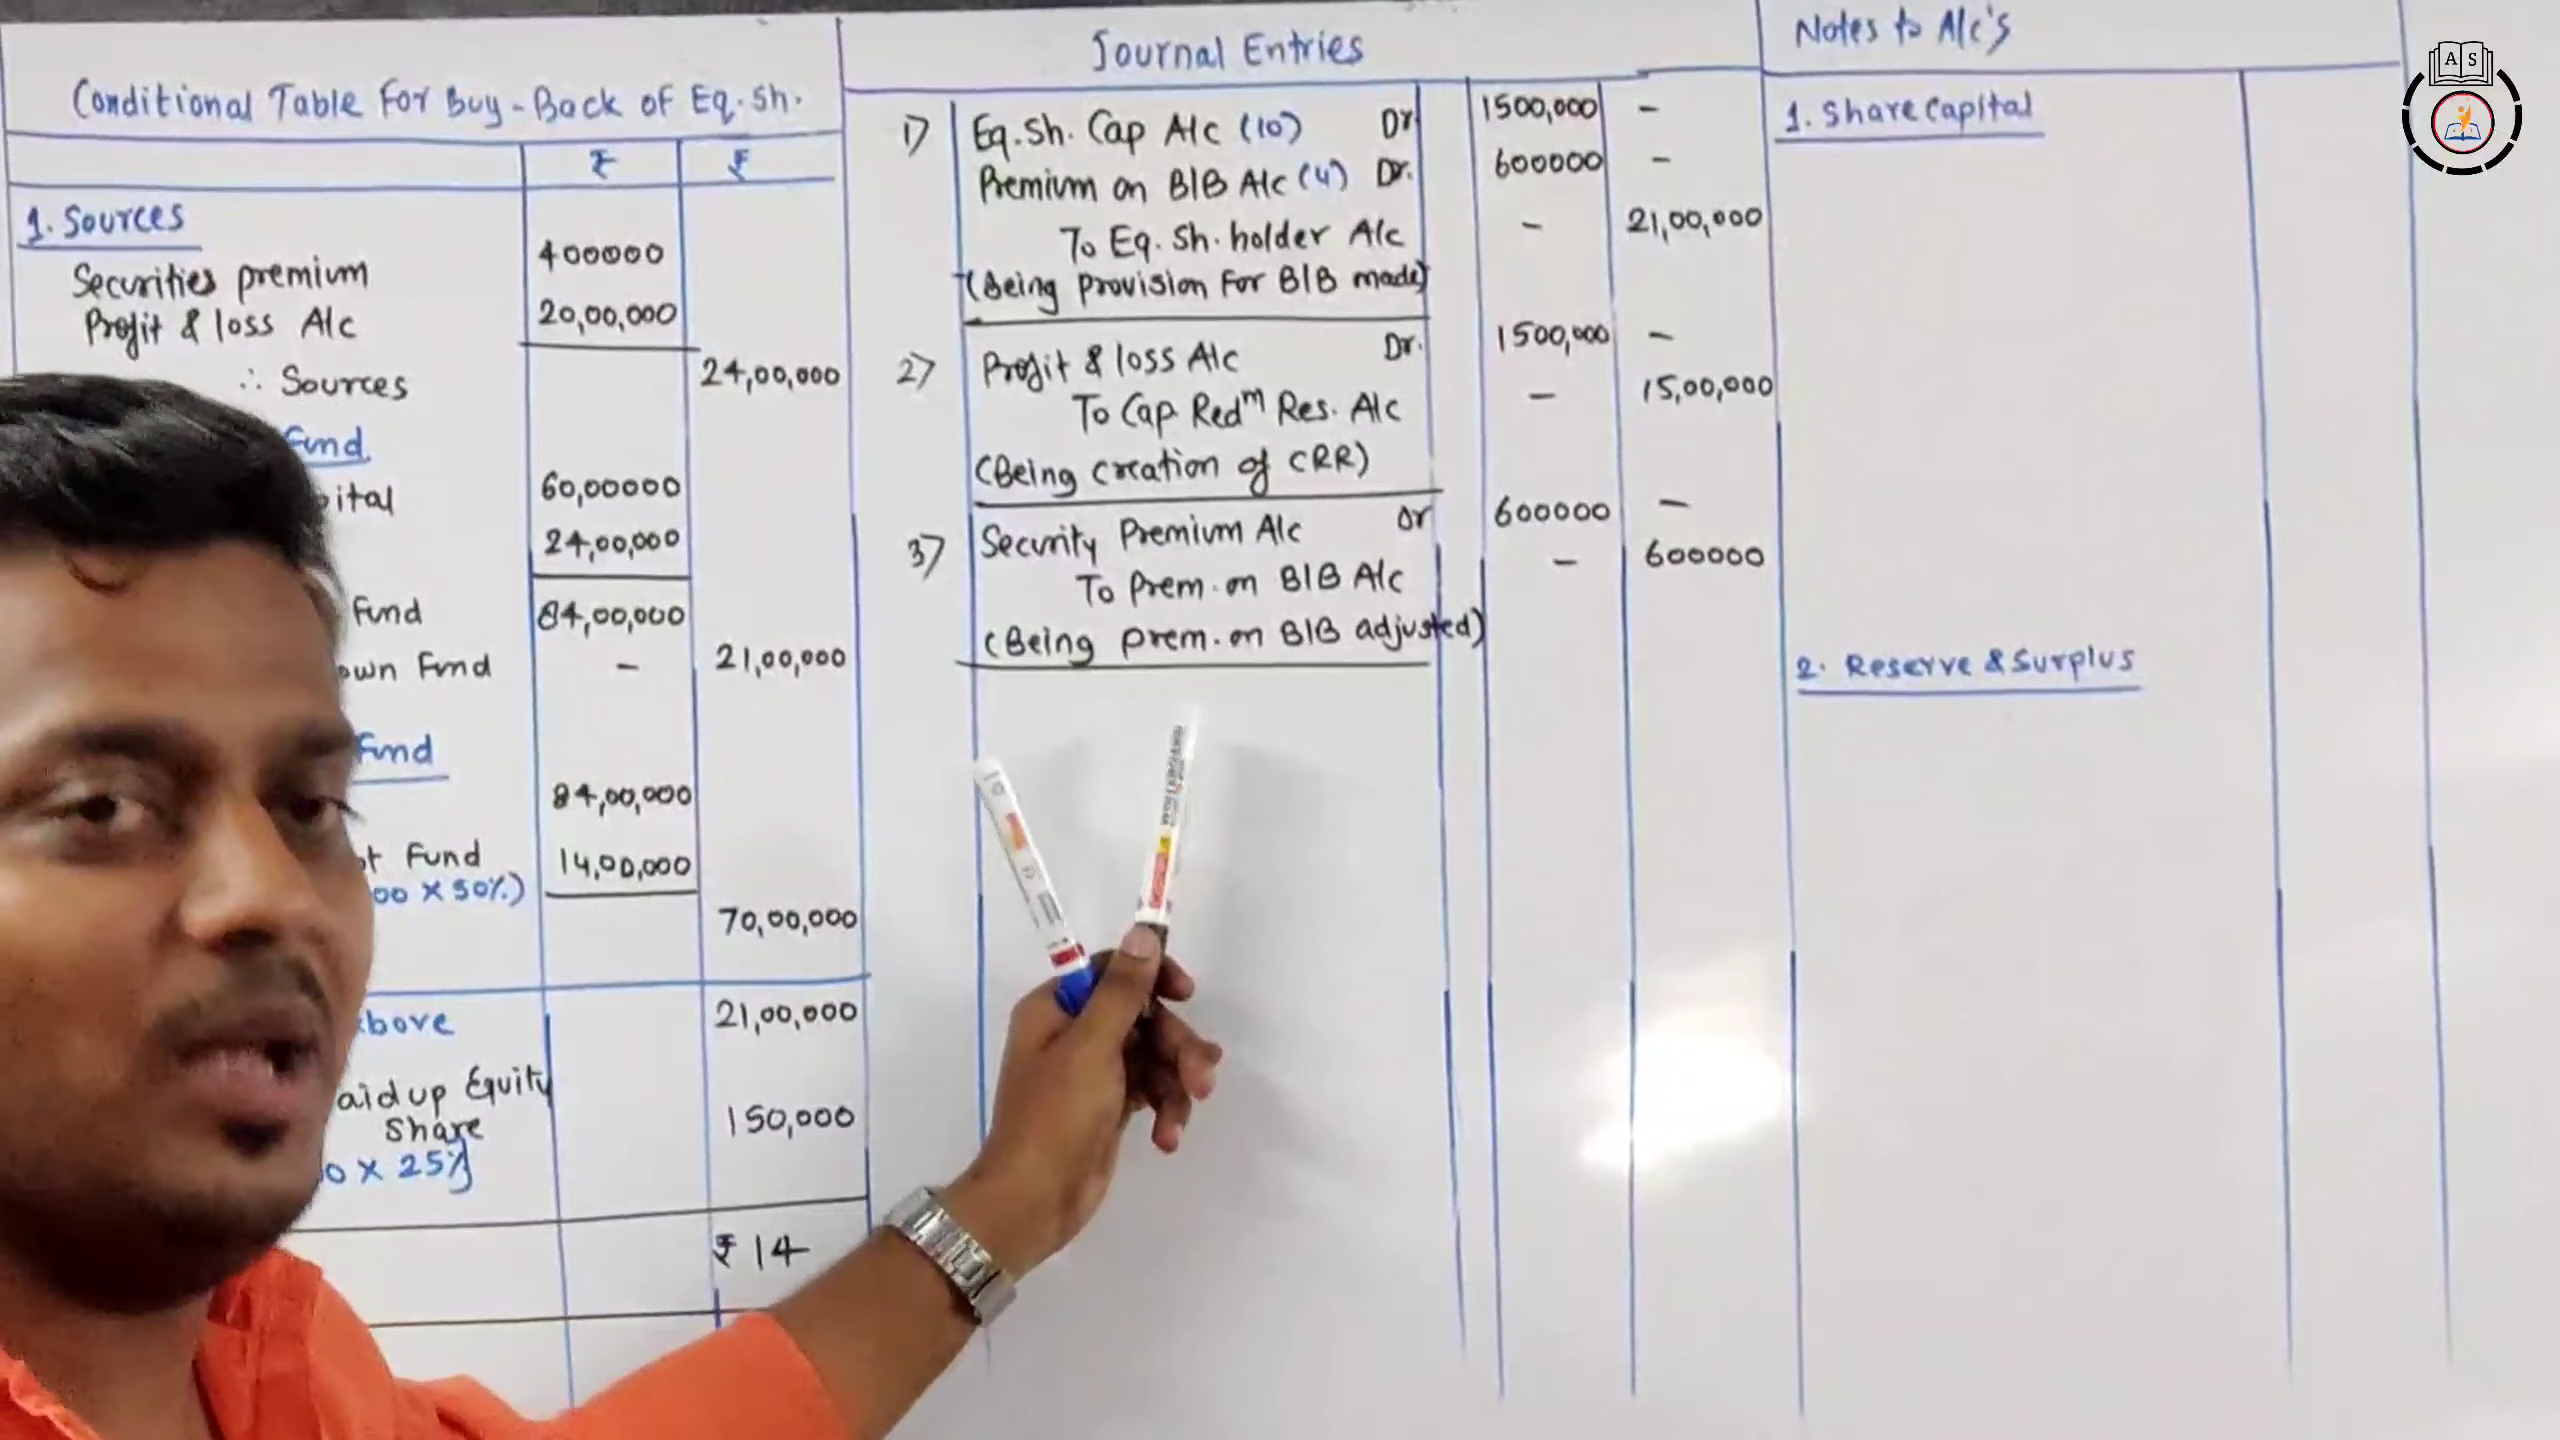 Conditional Table For Buy-Back of Eq. Sh.
₹ ₹
1. Sources
Securities premium 400000
Profit & loss A/c 20,00,000
∴ Sources 24,00,000
Fund
pital 60,00000
24,00,000
Fund 84,00,000
own Fund - 21,00,000
Fund
84,00,000
Fund 14,00,000
00 X 50%)
70,00,000
above 21,00,000
aid up Equity
Share 150,000
0 X 25%]
₹ 14
Journal Entries
1) Eq. Sh. Cap A/c (10) Dr 1500,000 -
Premium on B/B A/c (4) Dr. 600000 -
To Eq. Sh. holder A/c - 21,00,000
(Being provision For B/B made)
2) Profit & loss A/c Dr. 1500,000 -
To Cap Redm Res. A/c - 15,00,000
(Being creation of CRR)
3) Security Premium A/c Dr 600000 -
To Prem. on B/B A/c - 600000
(Being prem. on B/B adjusted)
Notes to A/c's
1. Share Capital
2. Reserve & Surplus
A S